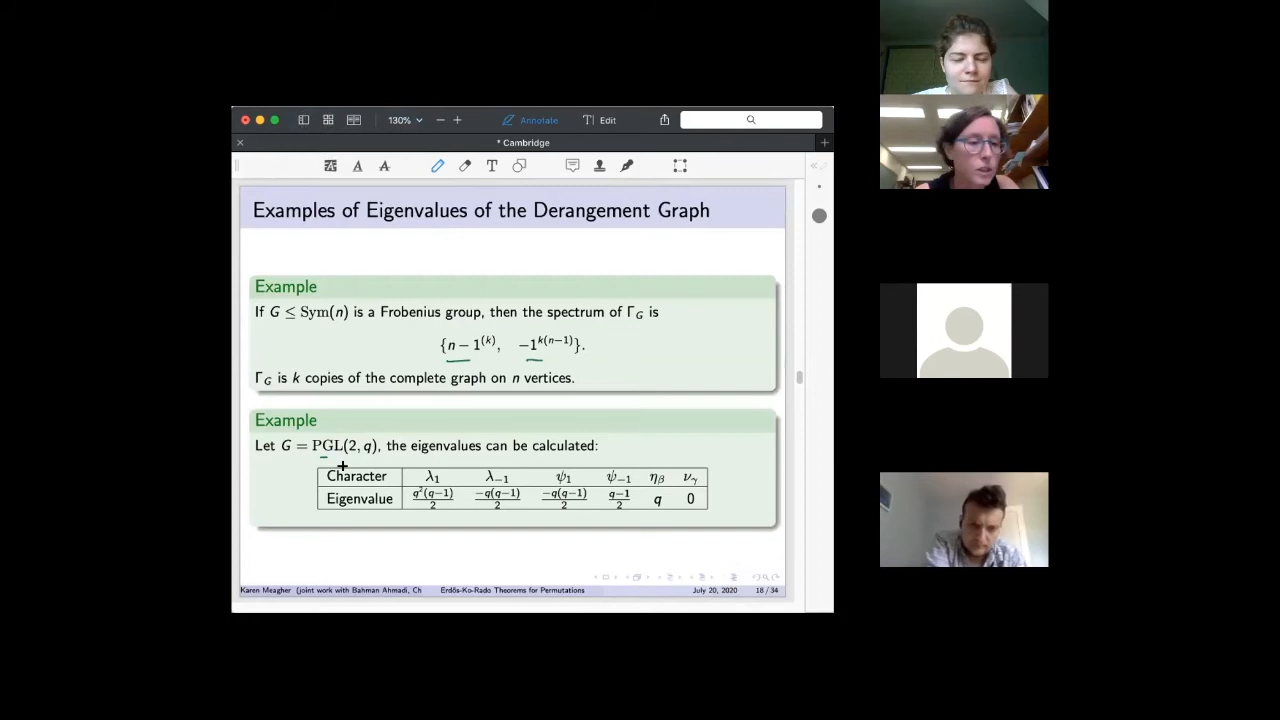 130%
Annotate
Edit
* Cambridge
Examples of Eigenvalues of the Derangement Graph
Example
If G ≤ Sym(n) is a Frobenius group, then the spectrum of Γ_G is
{n − 1^(k), −1^k(n−1)}.
Γ_G is k copies of the complete graph on n vertices.
Example
Let G = PGL(2, q), the eigenvalues can be calculated:
Character λ_1 λ_−1 ψ_1 ψ_−1 η_β ν_γ
Eigenvalue q²(q−1)/2 −q(q−1)/2 −q(q−1)/2 q−1/2 q 0
Karen Meagher (joint work with Bahman Ahmadi, Ch Erdős-Ko-Rado Theorems for Permutations July 20, 2020 18 / 34